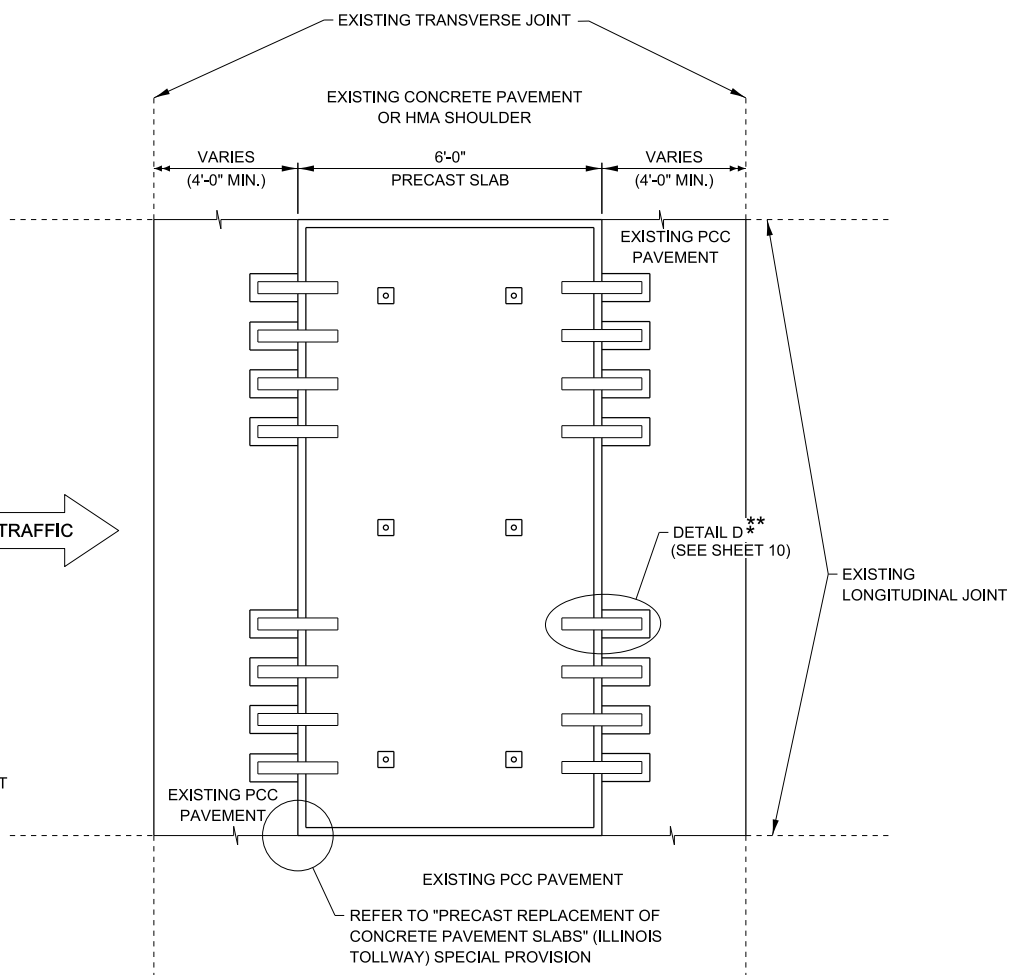 EXISTING TRANSVERSE JOINT
EXISTING CONCRETE PAVEMENT
OR HMA SHOULDER
VARIES
(4'-0" MIN.)
6'-0"
PRECAST SLAB
VARIES
(4'-0" MIN.)
EXISTING PCC
PAVEMENT
TRAFFIC
DETAIL D***
(SEE SHEET 10)
EXISTING
LONGITUDINAL JOINT
T
EXISTING PCC
PAVEMENT
EXISTING PCC PAVEMENT
REFER TO "PRECAST REPLACEMENT OF
CONCRETE PAVEMENT SLABS" (ILLINOIS
TOLLWAY) SPECIAL PROVISION